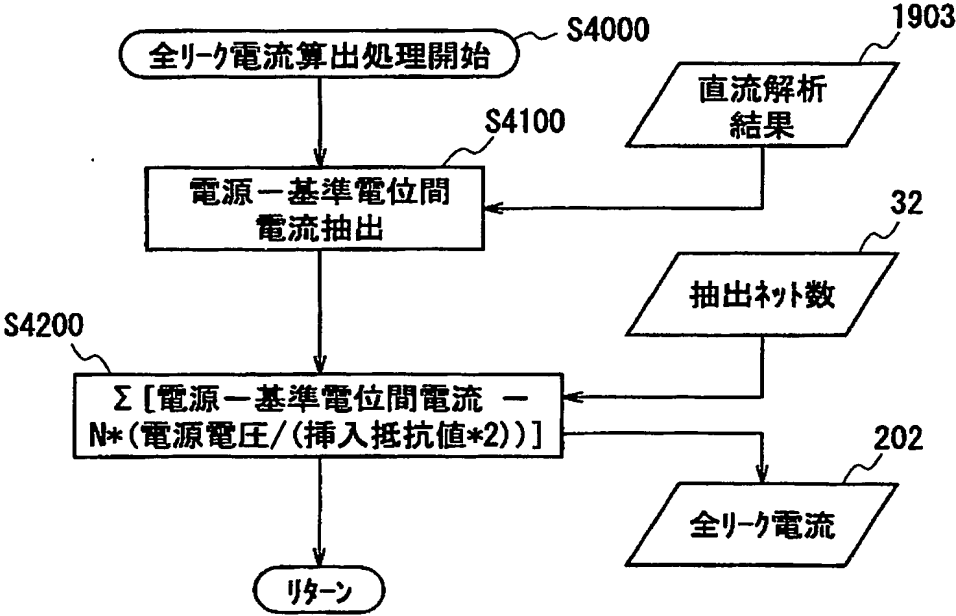 S4000
全ﾘｰｸ電流算出処理開始
1903
直流解析
結果
S4100
電源－基準電位間
電流抽出
32
抽出ﾈｯﾄ数
S4200
Σ[電源－基準電位間電流 －
N*(電源電圧/(挿入抵抗値*2))]
202
全ﾘｰｸ電流
ﾘﾀｰﾝ